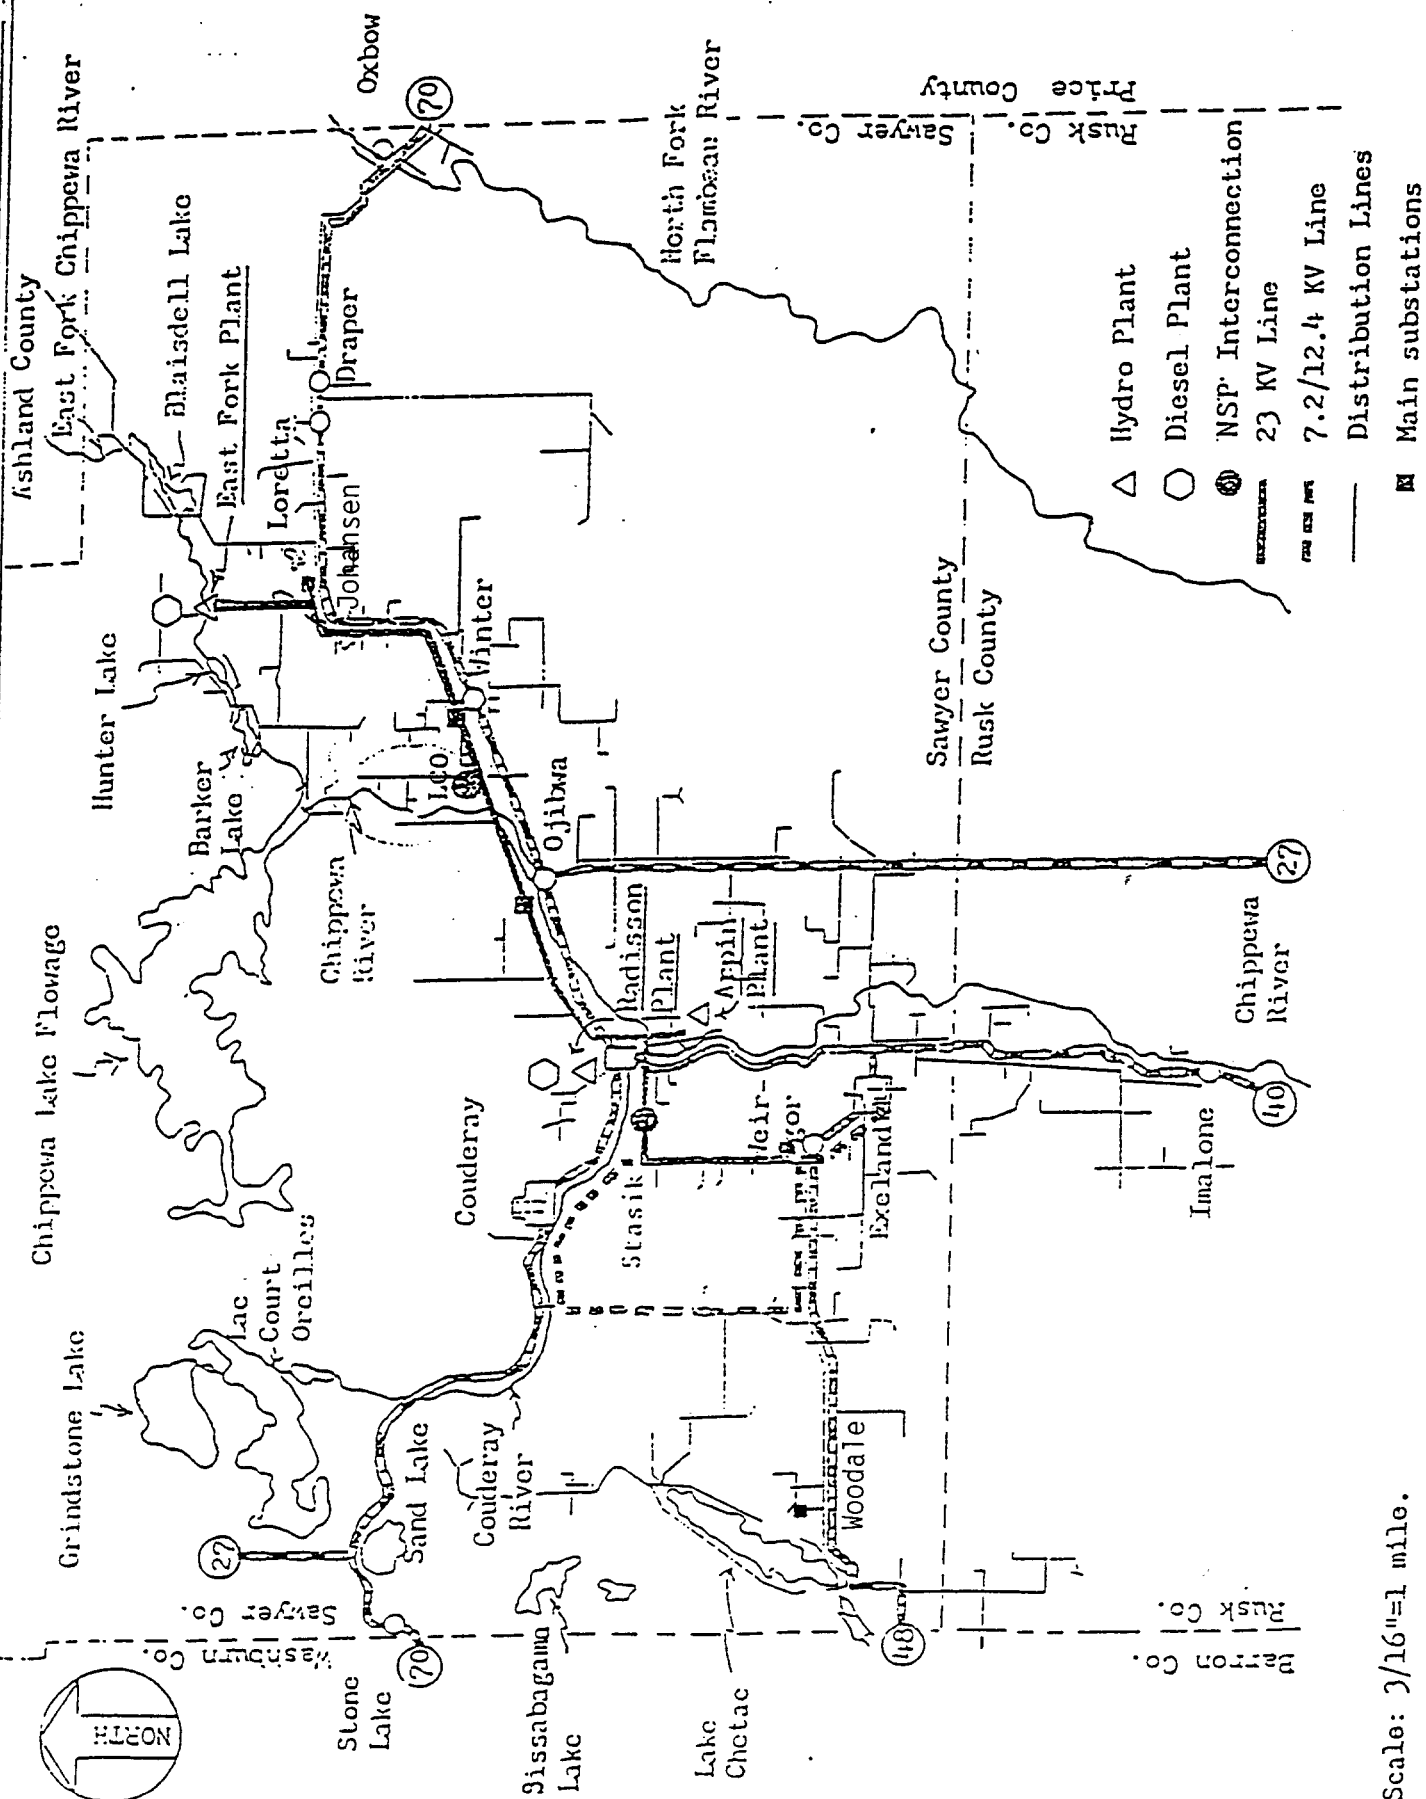 Ashland County
East Fork Chippewa River
Blaisdell Lake
East Fork Plant
Oxbow
70
Hunter Lake
Loretta
Draper
Johansen
Barker
Lake
Winter
LCO
Chippewa
River
Ojibwa
North Fork
Flambeau River
Price County
Sawyer Co.
Rusk Co.
Chippewa Lake Flowage
Radisson
Plant
Arpin
Plant
Couderay
Stasik
Weir-
gor
Exeland
Sawyer County
Rusk County
27
Chippewa
River
40
Imalone
Grindstone Lake
Lac
Court
Oreilles
Sand Lake
Couderay
River
Woodale
27
Sawyer Co.
Washburn Co.
Stone
Lake
70
Bissabagama
Lake
Lake
Chetac
48
Rusk Co.
Barron Co.
NORTH
Hydro Plant
Diesel Plant
NSP Interconnection
23 KV Line
7.2/12.4 KV Line
Distribution Lines
Main substations
Scale: 3/16"=1 mile.